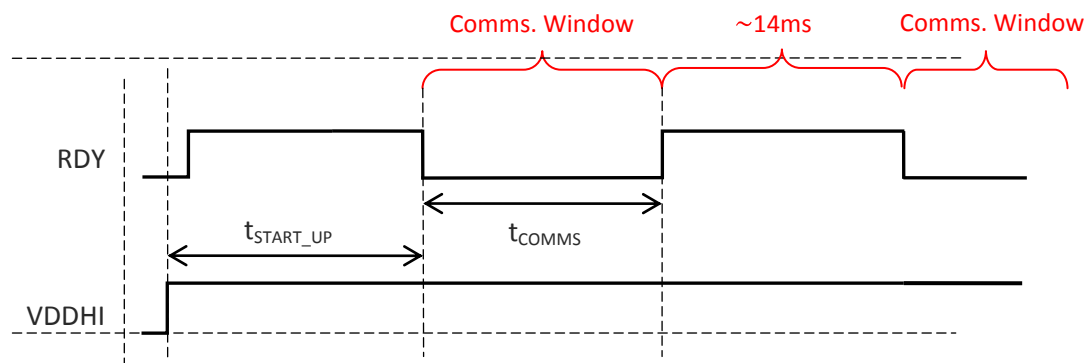 Comms. Window
~14ms
Comms. Window
RDY
tSTART_UP
tCOMMS
VDDHI